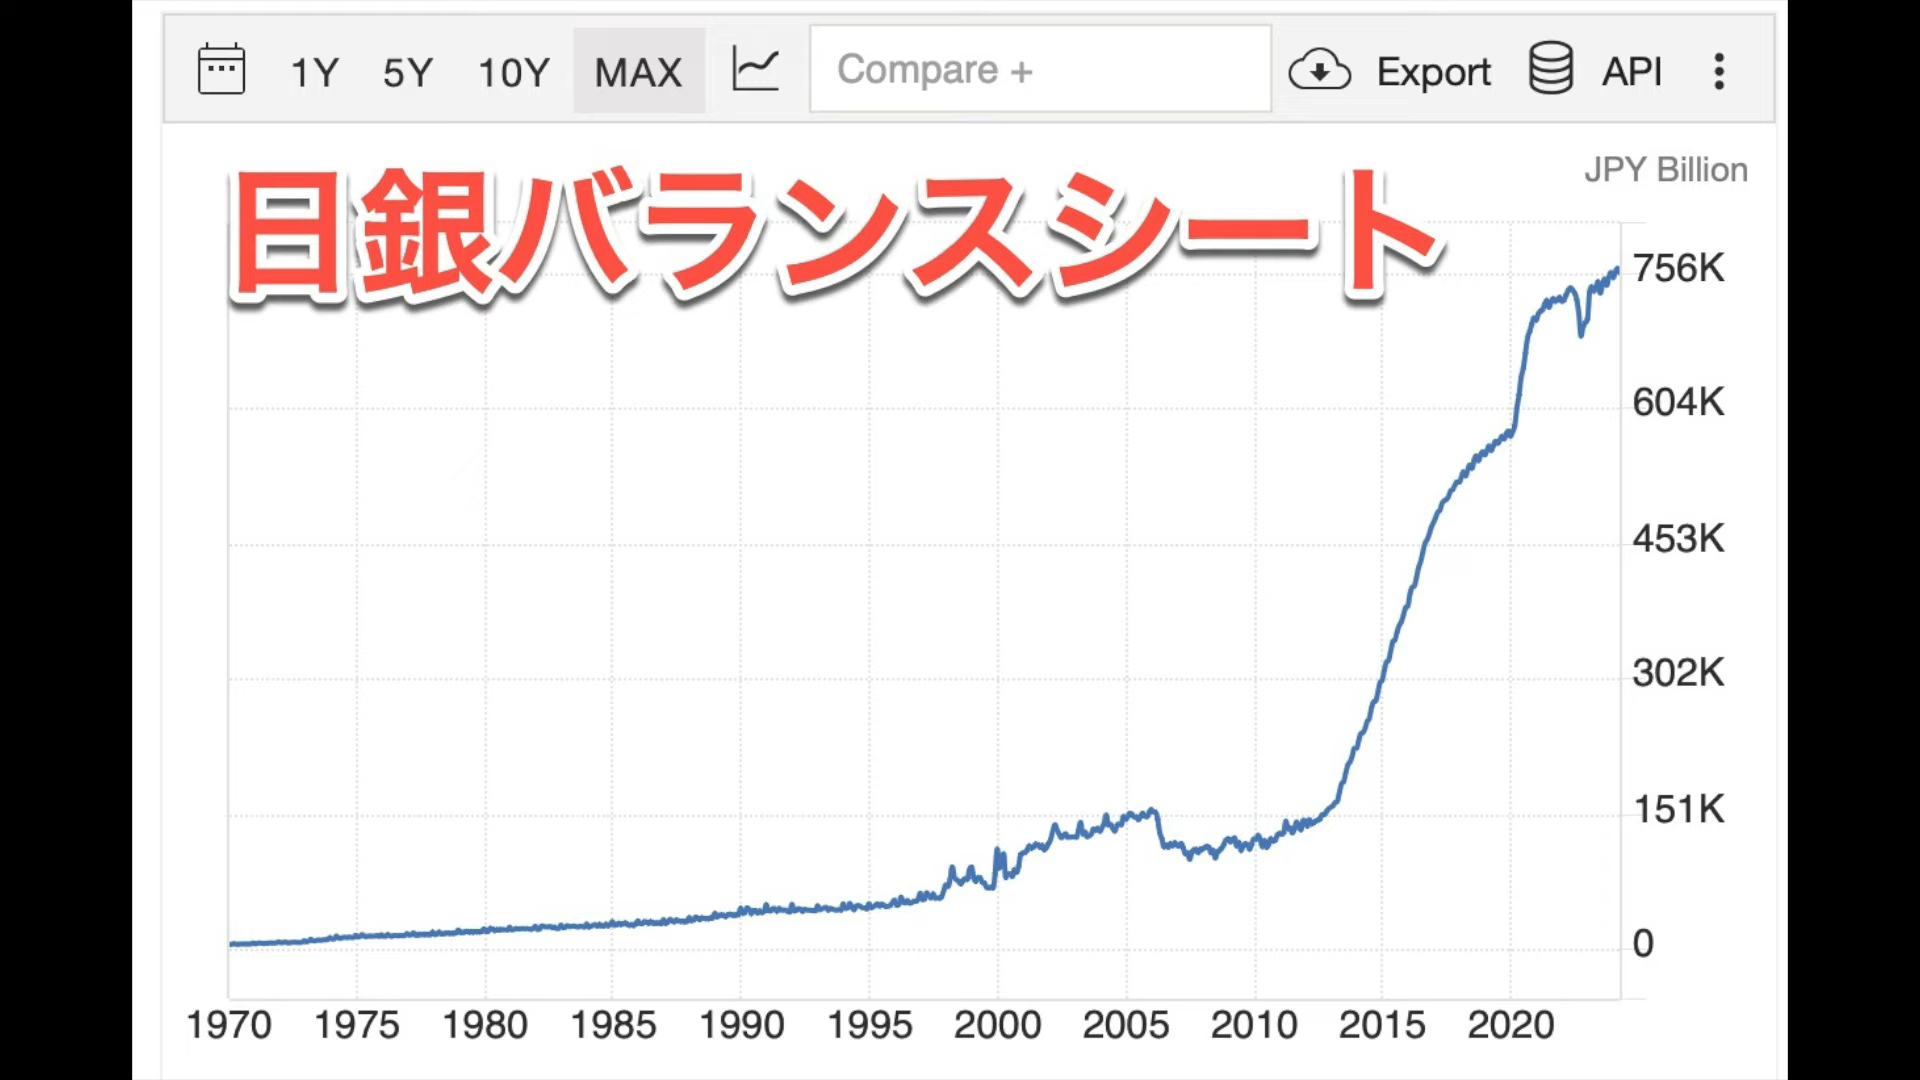 1Y 5Y 10Y MAX Compare + Export API
日銀バランスシート
JPY Billion
756K
604K
453K
302K
151K
0
1970 1975 1980 1985 1990 1995 2000 2005 2010 2015 2020